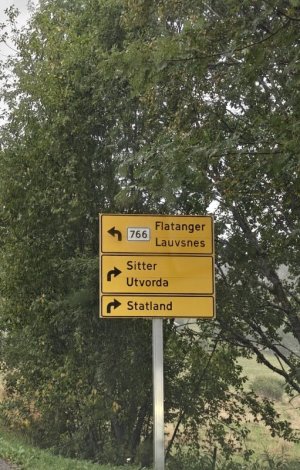 766 Flatanger
Lauvsnes
Sitter
Utvorda
Statland